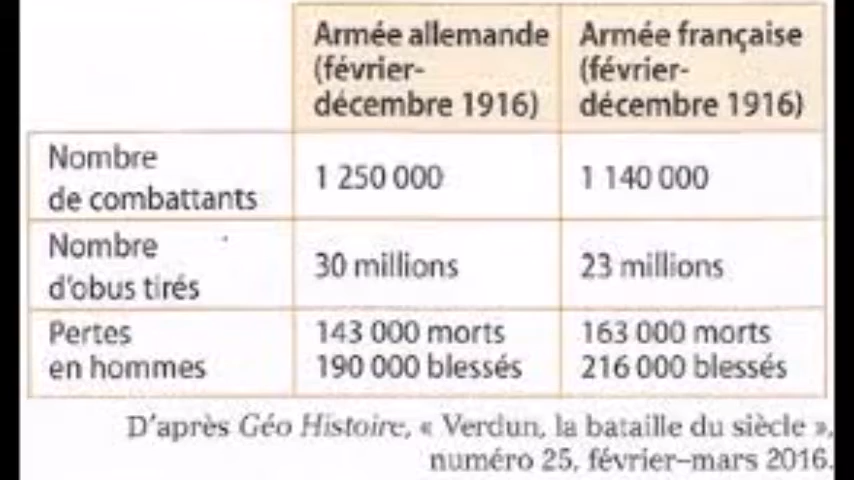 Armée allemande
(février-
décembre 1916)
Armée française
(février-
décembre 1916)
Nombre
de combattants
1 250 000
1 140 000
Nombre
d'obus tirés
30 millions
23 millions
Pertes
en hommes
143 000 morts
190 000 blessés
163 000 morts
216 000 blessés
D'après Géo Histoire, « Verdun, la bataille du siècle »,
numéro 25, février–mars 2016.